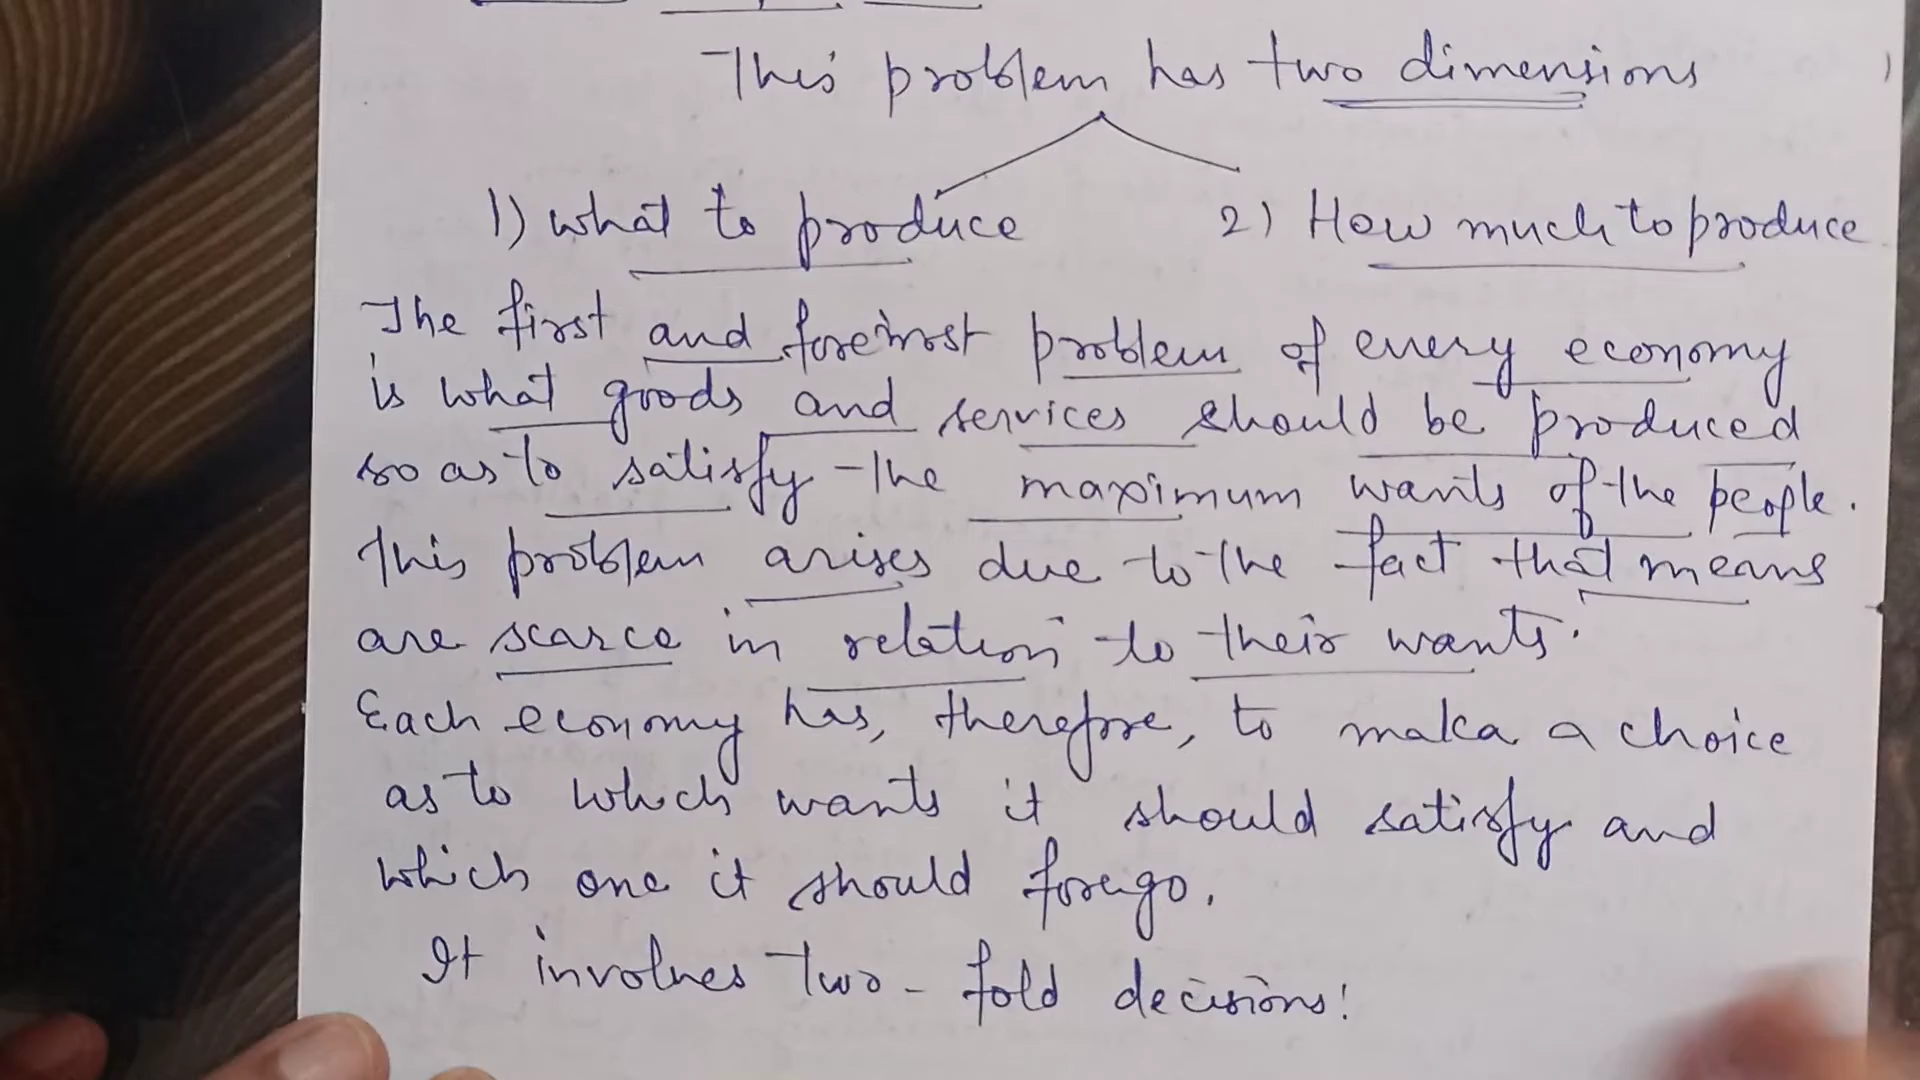 This problem has two dimensions
1) what to produce 2) How much to produce
The first and foremost problem of every economy
is what goods and services should be produced
so as to satisfy the maximum wants of the people.
This problem arises due to the fact that means
are scarce in relation to their wants.
Each economy has, therefore, to make a choice
as to which wants it should satisfy and
which one it should forego.
It involves two-fold decisions: